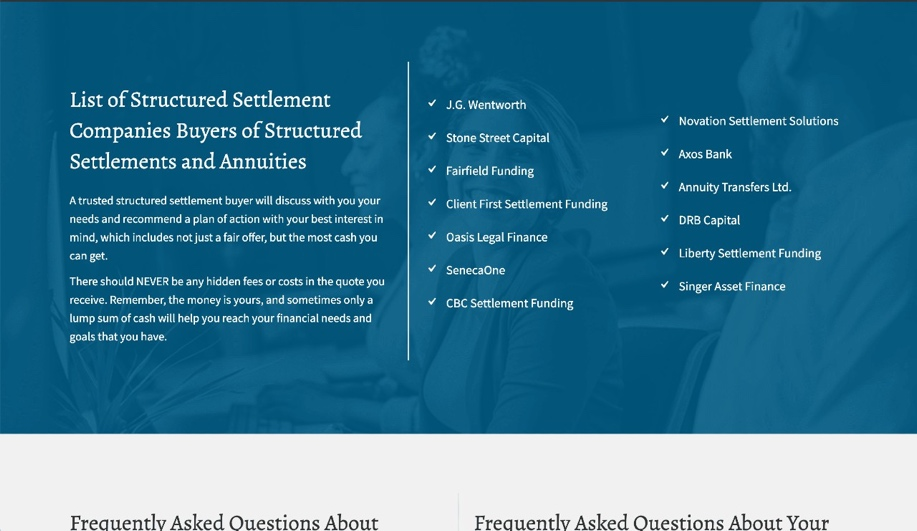 List of Structured Settlement
Companies Buyers of Structured
Settlements and Annuities
A trusted structured settlement buyer will discuss with you your
needs and recommend a plan of action with your best interest in
mind, which includes not just a fair offer, but the most cash you
can get.
There should NEVER be any hidden fees or costs in the quote you
receive. Remember, the money is yours, and sometimes only a
lump sum of cash will help you reach your financial needs and
goals that you have.
J.G. Wentworth
Stone Street Capital
Fairfield Funding
Client First Settlement Funding
Oasis Legal Finance
SenecaOne
CBC Settlement Funding
Novation Settlement Solutions
Axos Bank
Annuity Transfers Ltd.
DRB Capital
Liberty Settlement Funding
Singer Asset Finance
Frequently Asked Questions About
Frequently Asked Questions About Your